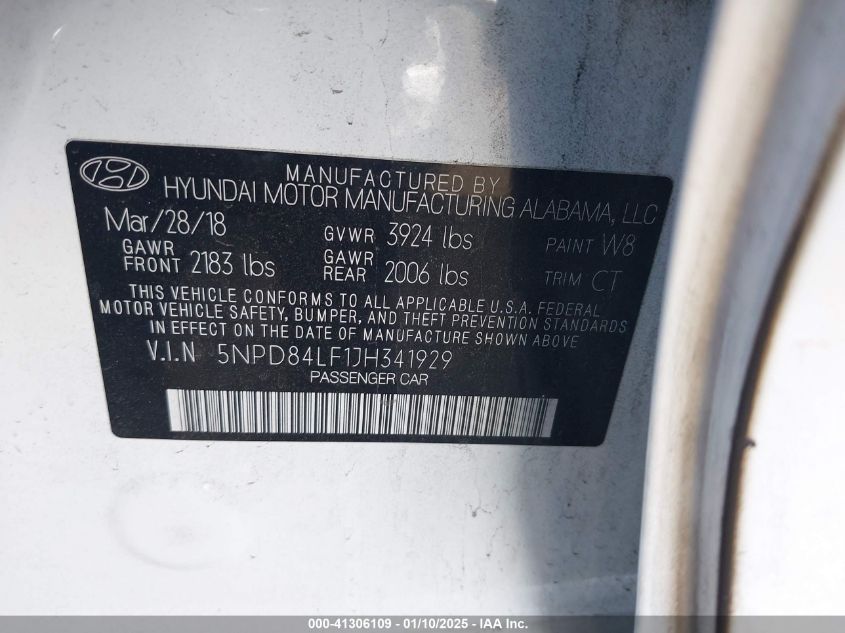 MANUFACTURED BY
HYUNDAI MOTOR MANUFACTURING ALABAMA, LLC
Mar/28/18 GVWR 3924 lbs PAINT W8
GAWR FRONT 2183 lbs GAWR REAR 2006 lbs TRIM CT
THIS VEHICLE CONFORMS TO ALL APPLICABLE U.S.A. FEDERAL
MOTOR VEHICLE SAFETY, BUMPER, AND THEFT PREVENTION STANDARDS
IN EFFECT ON THE DATE OF MANUFACTURE SHOWN ABOVE
V.I.N 5NPD84LF1JH341929
PASSENGER CAR
000-41306109 - 01/10/2025 - IAA Inc.